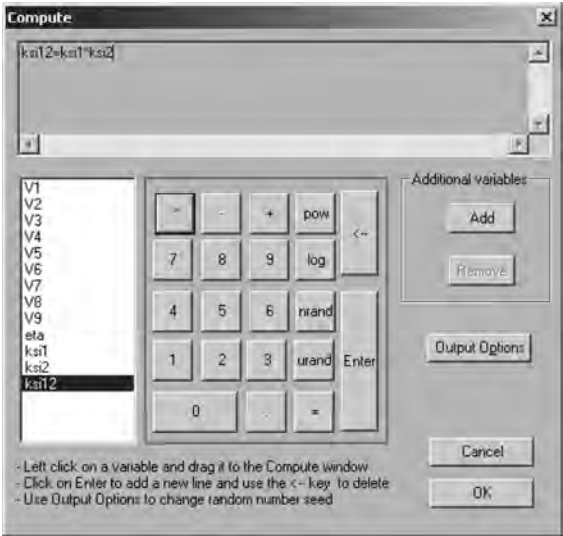 Compute
ksi12=ksi1*ksi2
V1
V2
V3
V4
V5
V6
V7
V8
V9
eta
ksi1
ksi2
ksi12
* - + pow <--
7 8 9 log
4 5 6 nrand
1 2 3 urand Enter
0 . =
Additional variables
Add
Remove
Output Options
Cancel
OK
- Left click on a variable and drag it to the Compute window
- Click on Enter to add a new line and use the <-- key to delete
- Use Output Options to change random number seed